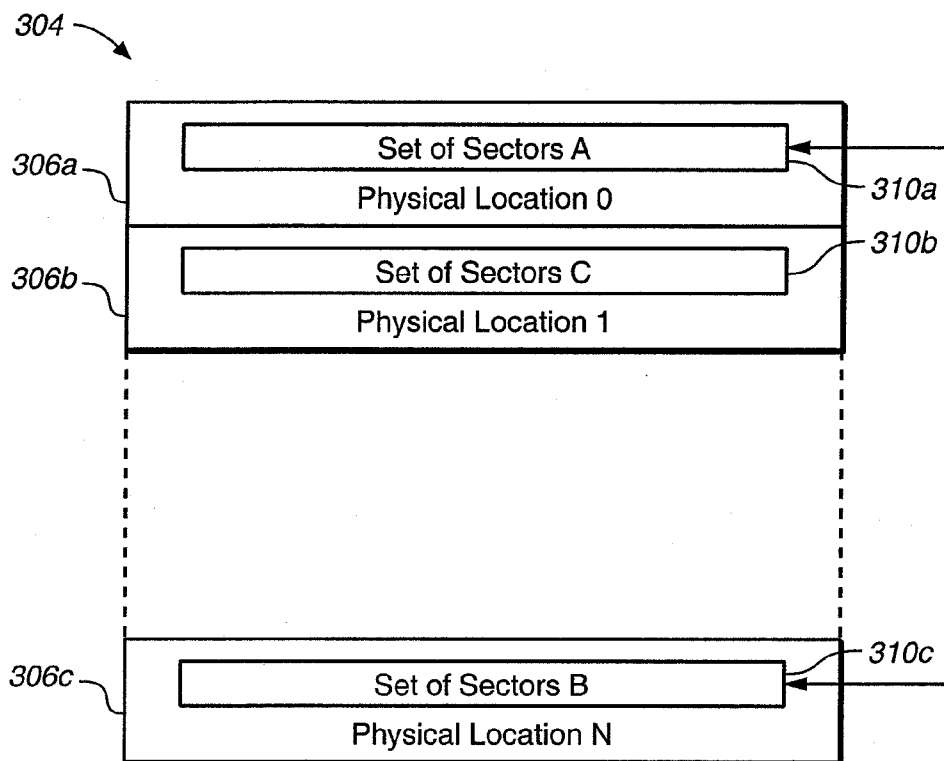 304
Set of Sectors A
306a
310a
Physical Location 0
310b
Set of Sectors C
306b
Physical Location 1
310c
306c
Set of Sectors B
Physical Location N